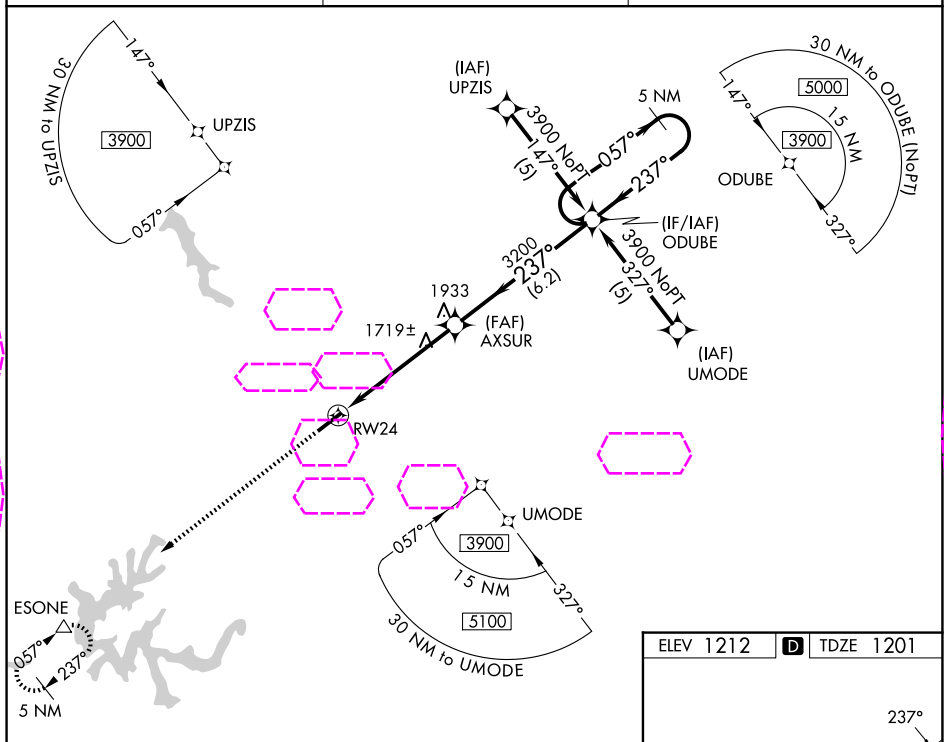 147°
30 NM to UPZIS
3900
UPZIS
057°
(IAF)
UPZIS
3900 NoPT
147°
(5)
5 NM
057°
237°
(IF/IAF)
ODUBE
30 NM to ODUBE (NoPT)
5000
147°
15 NM
3900
ODUBE
327°
3900 NoPT
327°
(5)
(IAF)
UMODE
3200
237°
(6.2)
1933
1719±
(FAF)
AXSUR
RW24
UMODE
057°
3900
15 NM
327°
5100
30 NM to UMODE
ESONE
057°
237°
5 NM
ELEV 1212 D TDZE 1201
237°